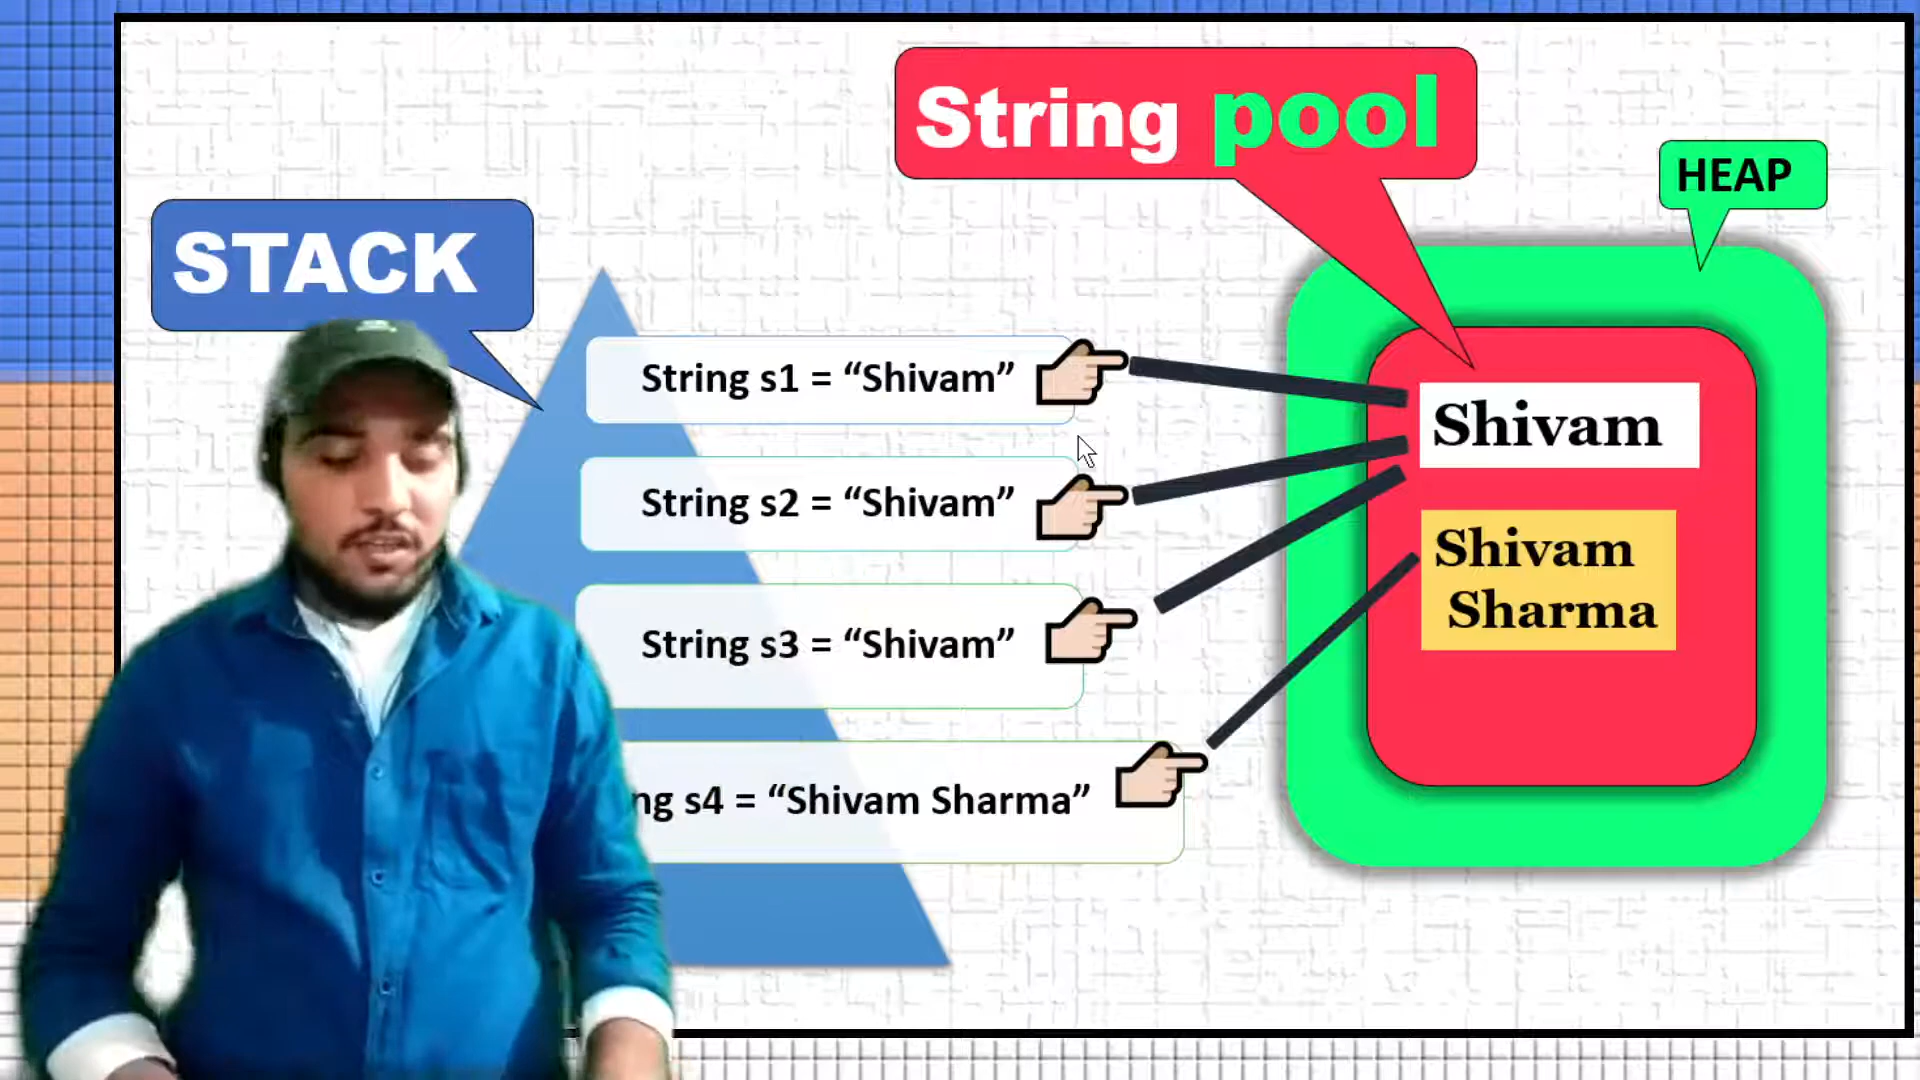 String pool
HEAP
STACK
String s1 = “Shivam”
String s2 = “Shivam”
String s3 = “Shivam”
ng s4 = “Shivam Sharma”
Shivam
Shivam
Sharma